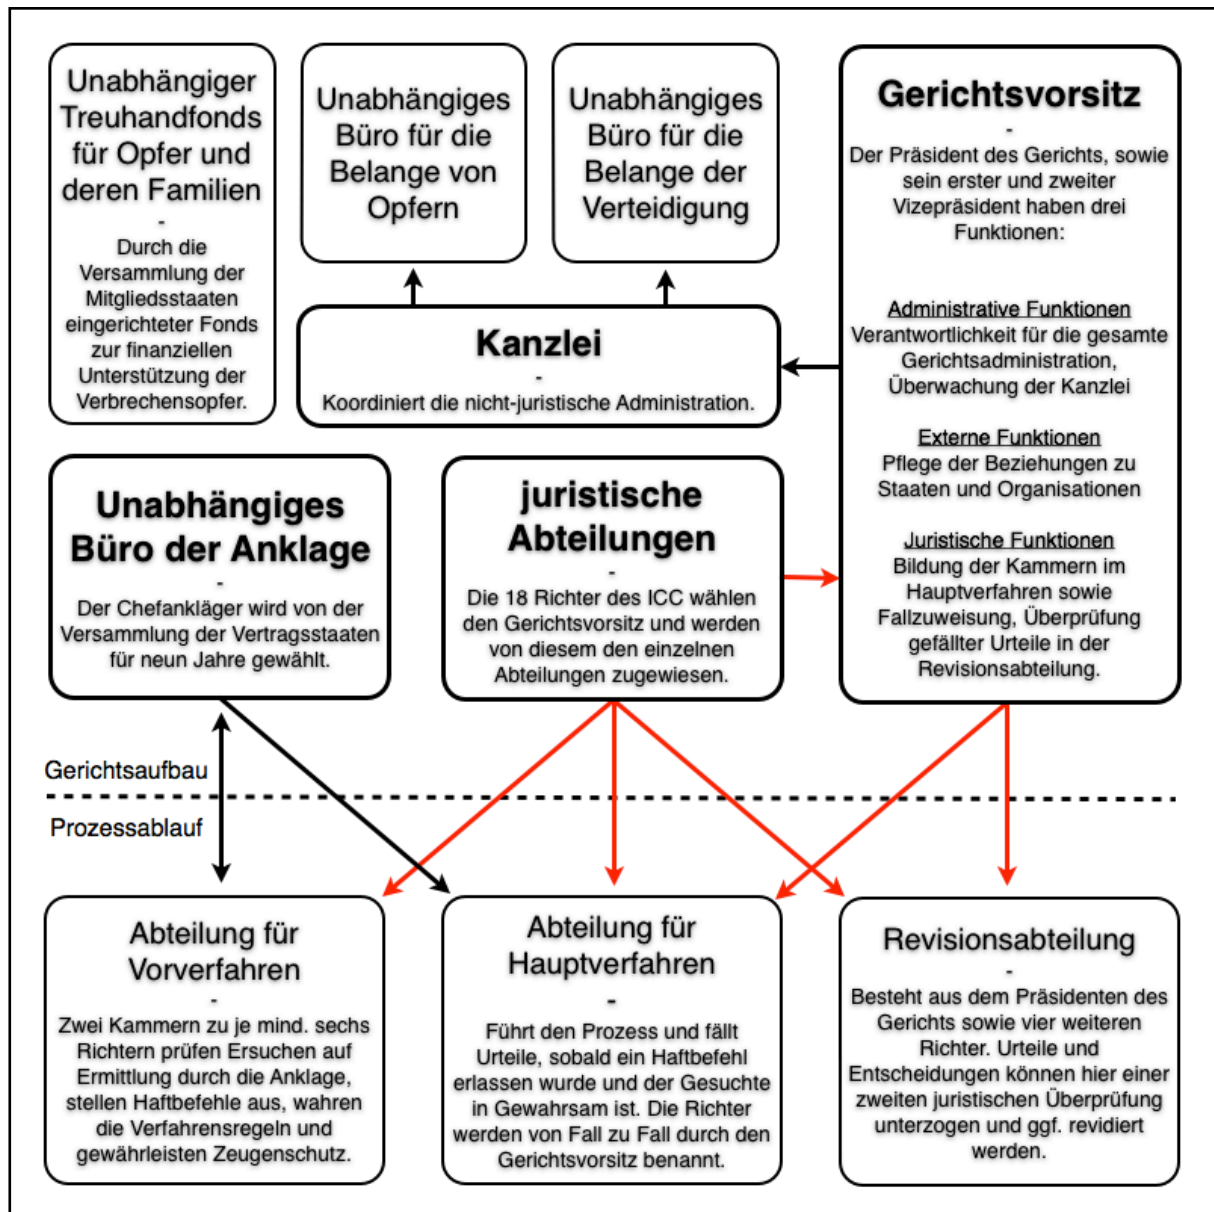 Unabhängiger
Treuhandfonds
für Opfer und
deren Familien
-
Durch die
Versammlung der
Mitgliedsstaaten
eingerichteter Fonds
zur finanziellen
Unterstützung der
Verbrechensopfer.
Unabhängiges
Büro für die
Belange von
Opfern
Unabhängiges
Büro für die
Belange der
Verteidigung
Gerichtsvorsitz
-
Der Präsident des Gerichts, sowie
sein erster und zweiter
Vizepräsident haben drei
Funktionen:
Administrative Funktionen
Verantwortlichkeit für die gesamte
Gerichtsadministration,
Überwachung der Kanzlei
Externe Funktionen
Pflege der Beziehungen zu
Staaten und Organisationen
Juristische Funktionen
Bildung der Kammern im
Hauptverfahren sowie
Fallzuweisung, Überprüfung
gefällter Urteile in der
Revisionsabteilung.
Kanzlei
-
Koordiniert die nicht-juristische Administration.
Unabhängiges
Büro der Anklage
-
Der Chefankläger wird von der
Versammlung der Vertragsstaaten
für neun Jahre gewählt.
juristische
Abteilungen
-
Die 18 Richter des ICC wählen
den Gerichtsvorsitz und werden
von diesem den einzelnen
Abteilungen zugewiesen.
Gerichtsaufbau
Prozessablauf
Abteilung für
Vorverfahren
-
Zwei Kammern zu je mind. sechs
Richtern prüfen Ersuchen auf
Ermittlung durch die Anklage,
stellen Haftbefehle aus, wahren
die Verfahrensregeln und
gewährleisten Zeugenschutz.
Abteilung für
Hauptverfahren
-
Führt den Prozess und fällt
Urteile, sobald ein Haftbefehl
erlassen wurde und der Gesuchte
in Gewahrsam ist. Die Richter
werden von Fall zu Fall durch den
Gerichtsvorsitz benannt.
Revisionsabteilung
-
Besteht aus dem Präsidenten des
Gerichts sowie vier weiteren
Richter. Urteile und
Entscheidungen können hier einer
zweiten juristischen Überprüfung
unterzogen und ggf. revidiert
werden.